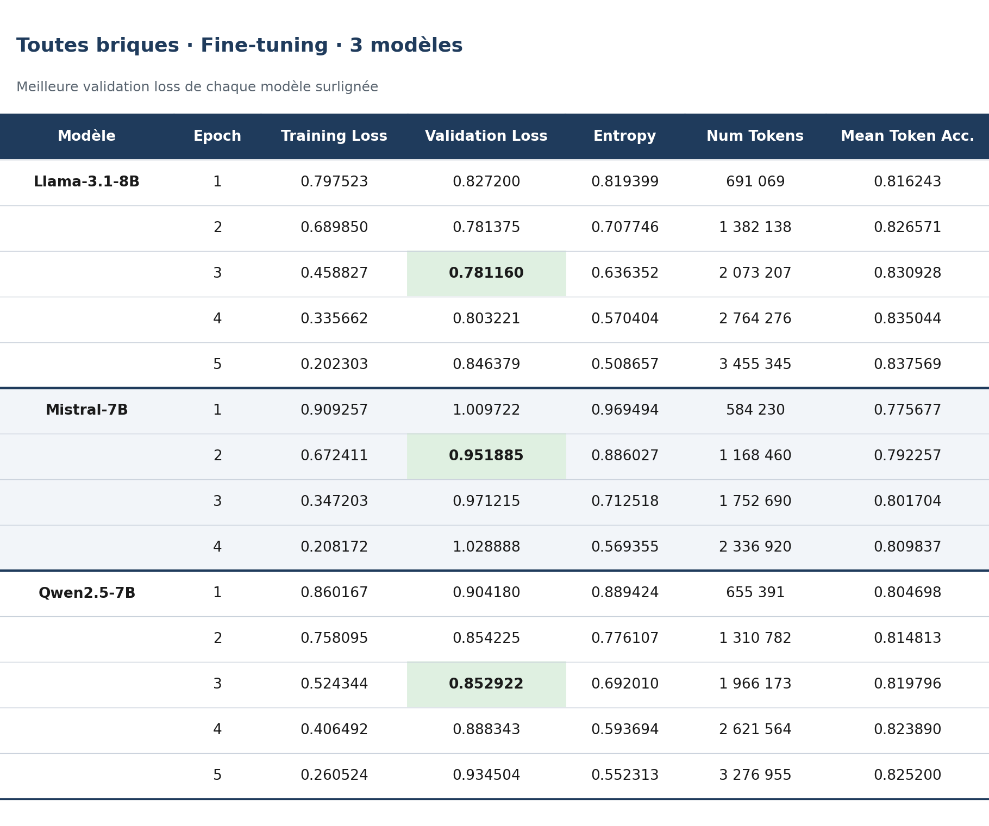 Toutes briques · Fine-tuning · 3 modèles
Meilleure validation loss de chaque modèle surlignée
Modèle Epoch Training Loss Validation Loss Entropy Num Tokens Mean Token Acc.
Llama-3.1-8B 1 0.797523 0.827200 0.819399 691 069 0.816243
2 0.689850 0.781375 0.707746 1 382 138 0.826571
3 0.458827 0.781160 0.636352 2 073 207 0.830928
4 0.335662 0.803221 0.570404 2 764 276 0.835044
5 0.202303 0.846379 0.508657 3 455 345 0.837569
Mistral-7B 1 0.909257 1.009722 0.969494 584 230 0.775677
2 0.672411 0.951885 0.886027 1 168 460 0.792257
3 0.347203 0.971215 0.712518 1 752 690 0.801704
4 0.208172 1.028888 0.569355 2 336 920 0.809837
Qwen2.5-7B 1 0.860167 0.904180 0.889424 655 391 0.804698
2 0.758095 0.854225 0.776107 1 310 782 0.814813
3 0.524344 0.852922 0.692010 1 966 173 0.819796
4 0.406492 0.888343 0.593694 2 621 564 0.823890
5 0.260524 0.934504 0.552313 3 276 955 0.825200